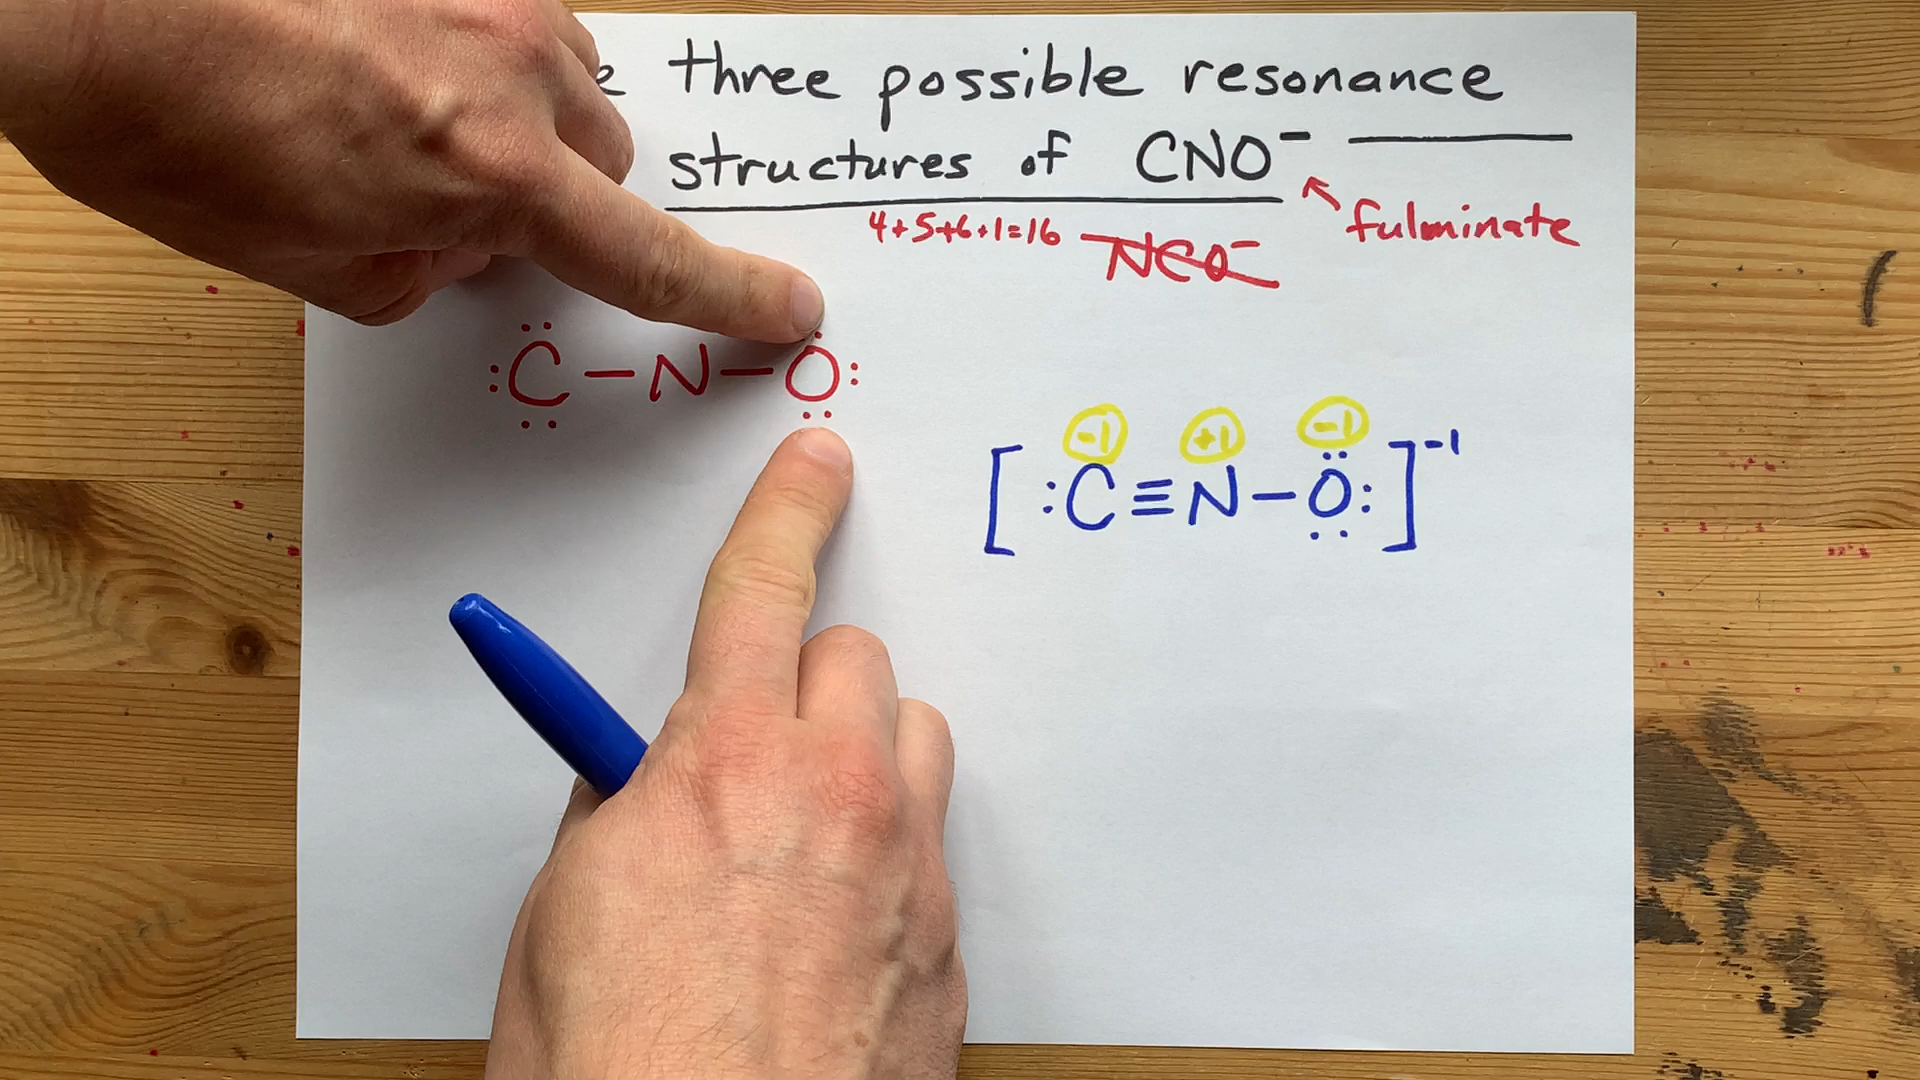 three possible resonance
structures of CNO⁻
4+5+6+1=16 NCO⁻ fulminate
:C̈–N–Ö:
-1 +1 -1
[:C≡N–Ö:]⁻¹